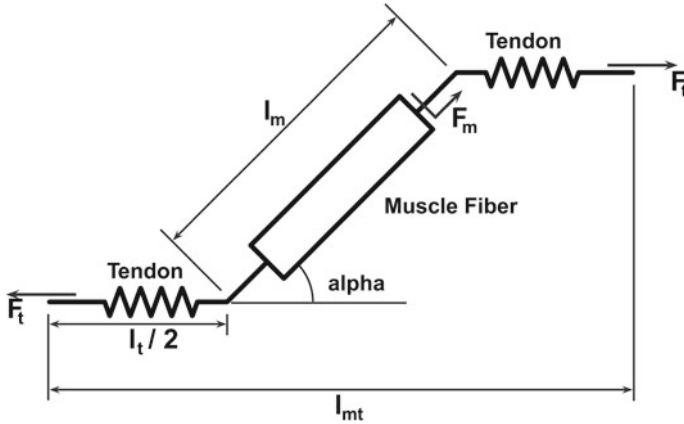 Tendon
F_t
l_m
F_m
Muscle Fiber
Tendon
alpha
F_t
l_t / 2
l_mt